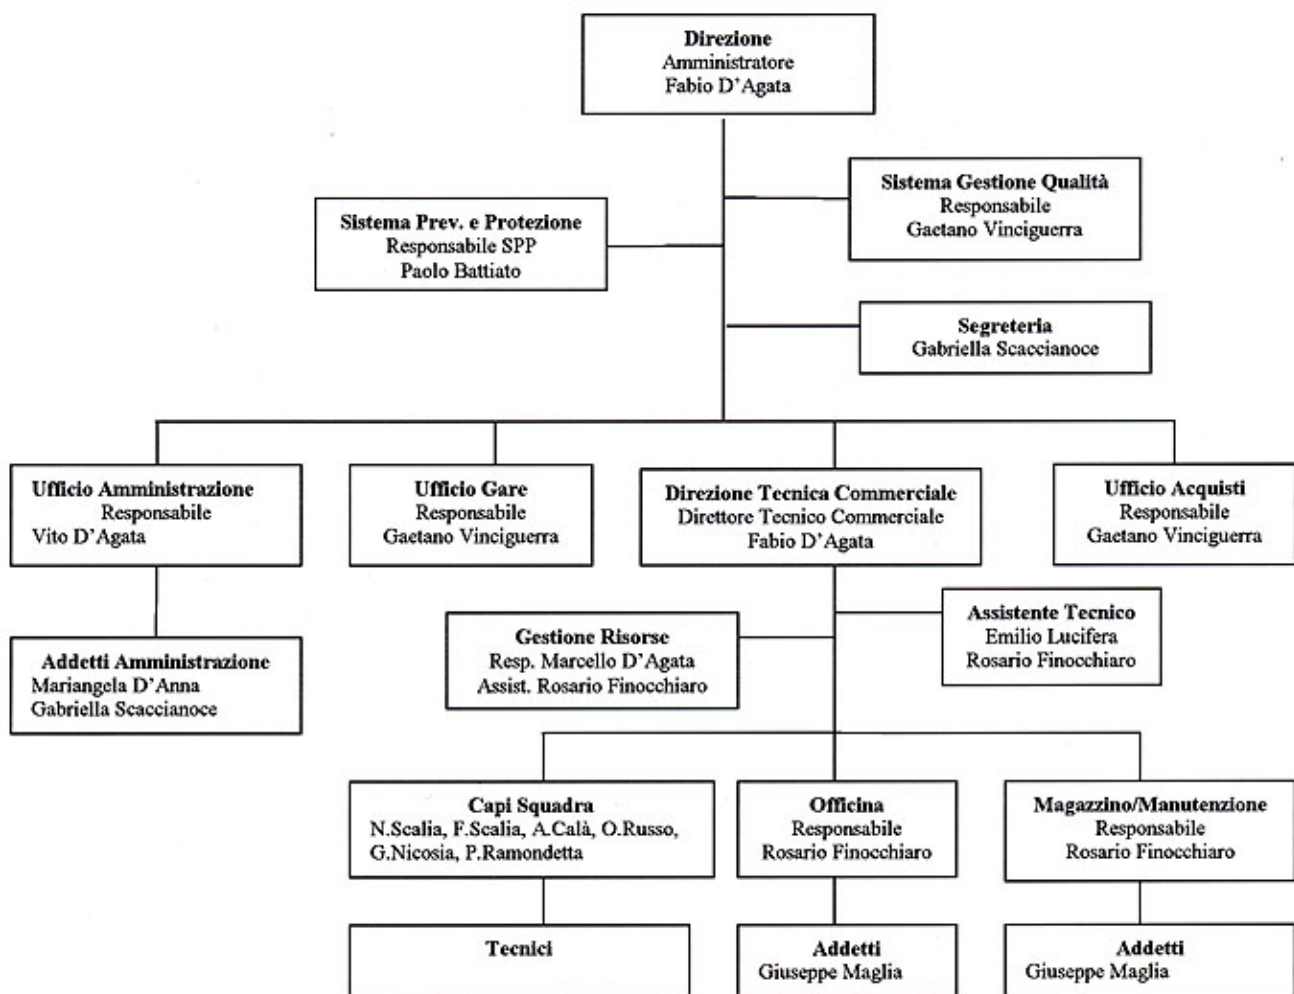 Direzione
Amministratore
Fabio D'Agata
Sistema Gestione Qualità
Responsabile
Gaetano Vinciguerra
Sistema Prev. e Protezione
Responsabile SPP
Paolo Battiato
Segreteria
Gabriella Scaccianoce
Ufficio Amministrazione
Responsabile
Vito D'Agata
Ufficio Gare
Responsabile
Gaetano Vinciguerra
Direzione Tecnica Commerciale
Direttore Tecnico Commerciale
Fabio D'Agata
Ufficio Acquisti
Responsabile
Gaetano Vinciguerra
Addetti Amministrazione
Mariangela D'Anna
Gabriella Scaccianoce
Gestione Risorse
Resp. Marcello D'Agata
Assist. Rosario Finocchiaro
Assistente Tecnico
Emilio Lucifera
Rosario Finocchiaro
Capi Squadra
N.Scalia, F.Scalia, A.Calà, O.Russo,
G.Nicosia, P.Ramondetta
Officina
Responsabile
Rosario Finocchiaro
Magazzino/Manutenzione
Responsabile
Rosario Finocchiaro
Tecnici
Addetti
Giuseppe Maglia
Addetti
Giuseppe Maglia